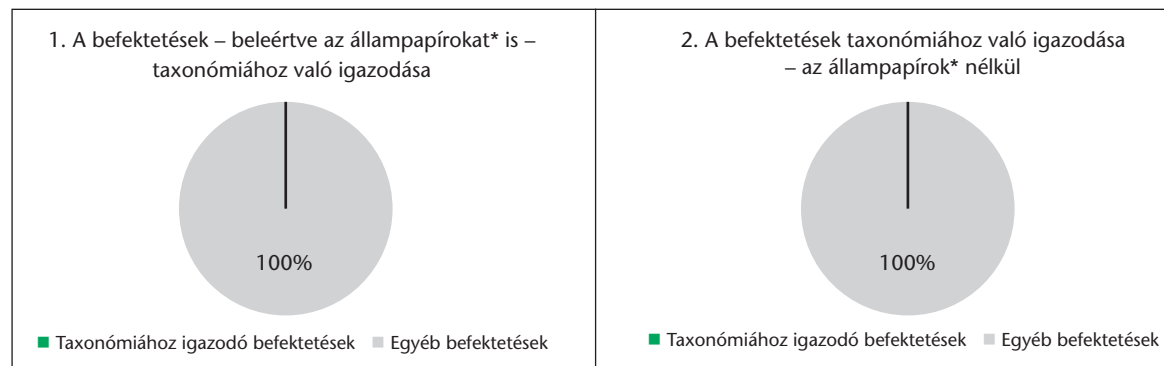 1. A befektetések – beleértve az állampapírokat* is –
taxonómiához való igazodása
100%
Taxonómiához igazodó befektetések
Egyéb befektetések
2. A befektetések taxonómiához való igazodása
– az állampapírok* nélkül
100%
Taxonómiához igazodó befektetések
Egyéb befektetések